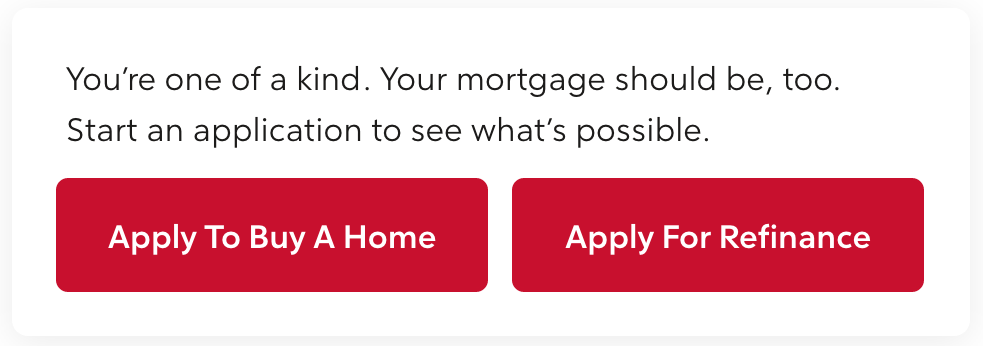 You’re one of a kind. Your mortgage should be, too.
Start an application to see what’s possible.
Apply To Buy A Home
Apply For Refinance